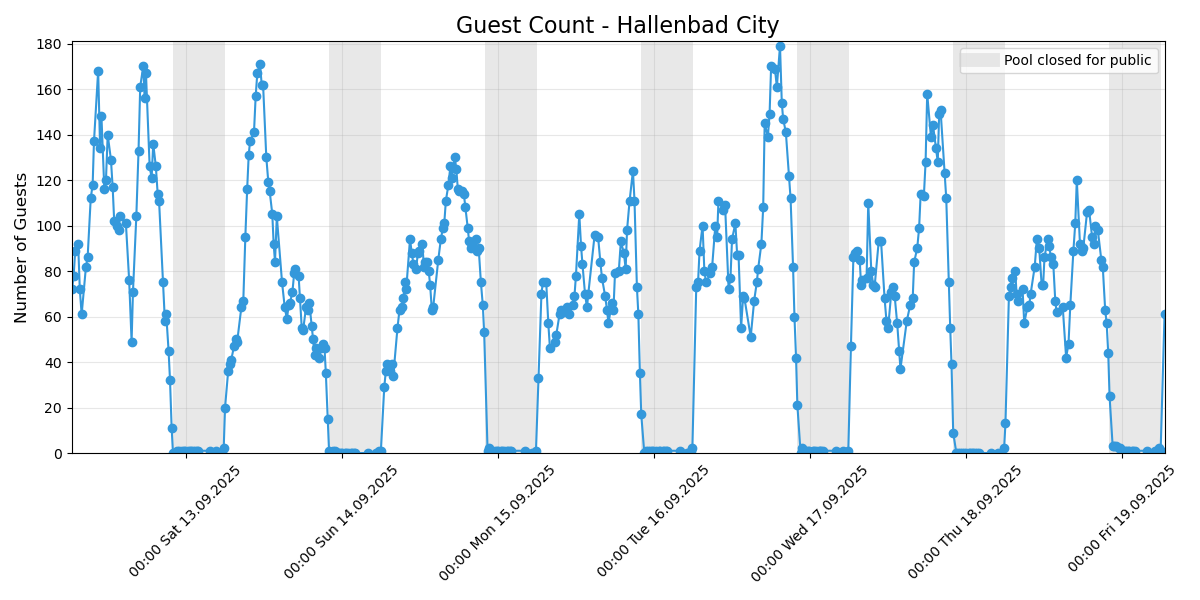 Guest Count - Hallenbad City
Pool closed for public
Number of Guests
180
160
140
120
100
80
60
40
20
0
00:00 Sat 13.09.2025
00:00 Sun 14.09.2025
00:00 Mon 15.09.2025
00:00 Tue 16.09.2025
00:00 Wed 17.09.2025
00:00 Thu 18.09.2025
00:00 Fri 19.09.2025